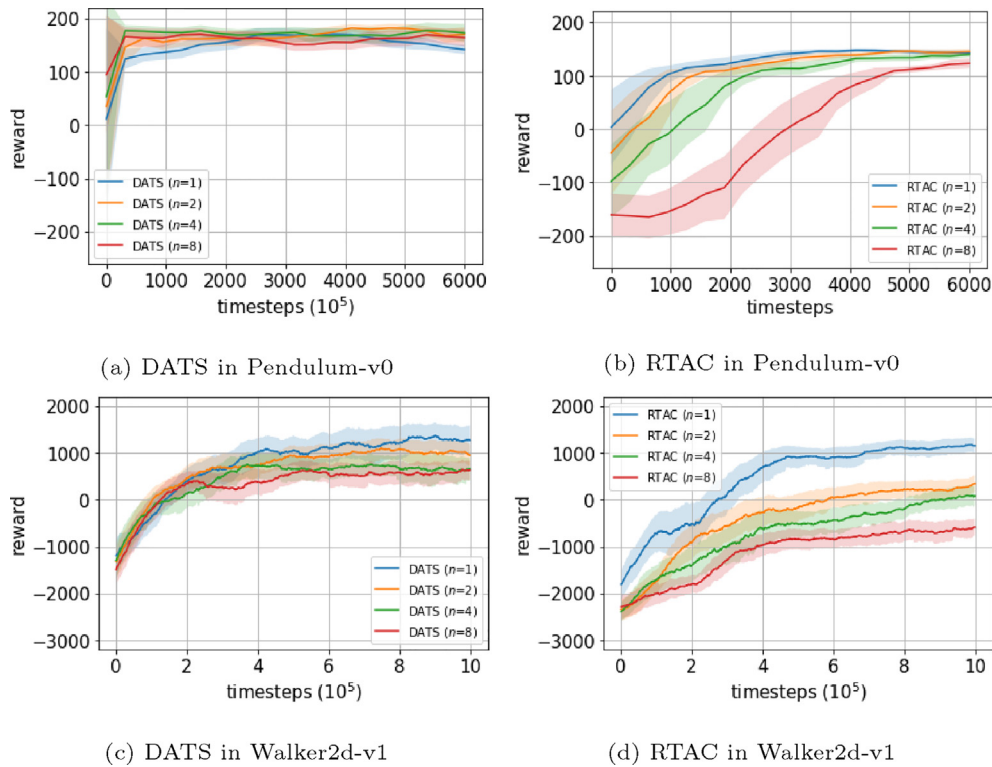 200
100
0
−100
−200
reward
DATS (n=1)
DATS (n=2)
DATS (n=4)
DATS (n=8)
0 1000 2000 3000 4000 5000 6000
timesteps (10^5)
(a) DATS in Pendulum-v0
200
100
0
−100
−200
reward
RTAC (n=1)
RTAC (n=2)
RTAC (n=4)
RTAC (n=8)
0 1000 2000 3000 4000 5000 6000
timesteps
(b) RTAC in Pendulum-v0
2000
1000
0
−1000
−2000
−3000
reward
DATS (n=1)
DATS (n=2)
DATS (n=4)
DATS (n=8)
0 2 4 6 8 10
timesteps (10^5)
(c) DATS in Walker2d-v1
2000
1000
0
−1000
−2000
−3000
reward
RTAC (n=1)
RTAC (n=2)
RTAC (n=4)
RTAC (n=8)
0 2 4 6 8 10
timesteps (10^5)
(d) RTAC in Walker2d-v1